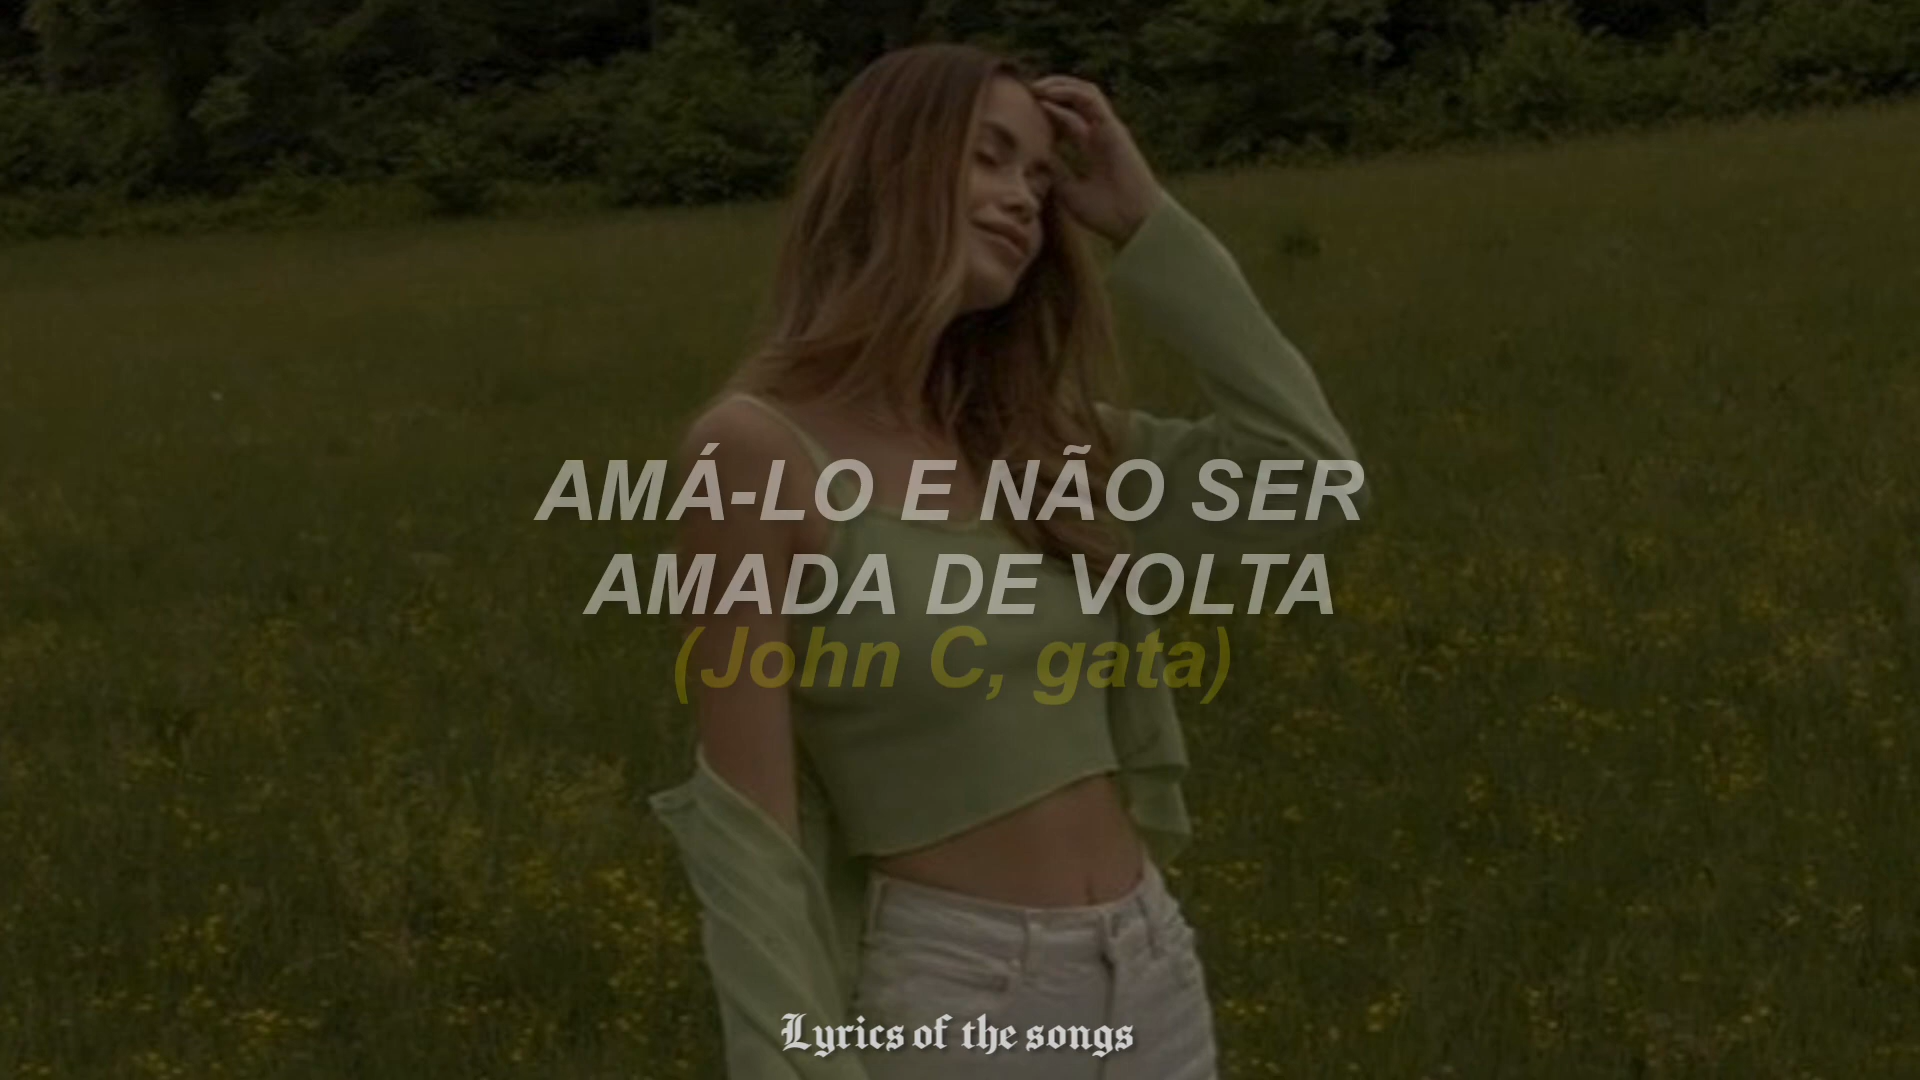 AMÁ-LO E NÃO SER
AMADA DE VOLTA
(John C, gata)
Lyrics of the songs